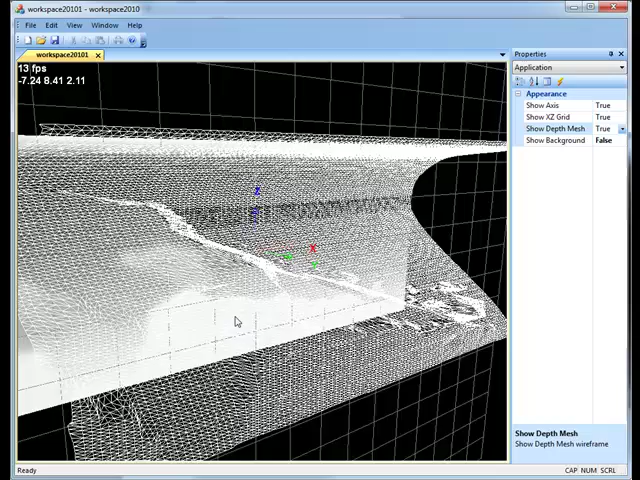 workspace20101 - workspace2010
File Edit View Window Help
workspace20101
13 fps
-7.24 8.41 2.11
Z
X
Y
Properties
Application
Appearance
Show Axis True
Show XZ Grid True
Show Depth Mesh True
Show Background False
Show Depth Mesh
Show Depth Mesh wireframe
Ready
CAP NUM SCRL